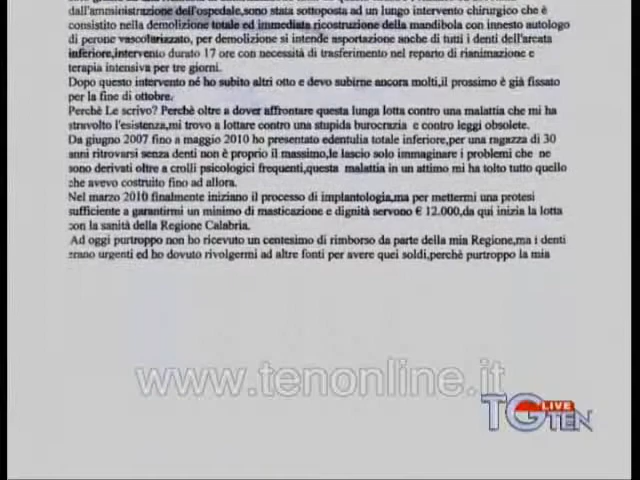 dall'amministrazione dell'ospedale,sono stata sottoposta ad un lungo intervento chirurgico che è
consistito nella demolizione totale ed immediata ricostruzione della mandibola con innesto autologo
di perone vascolarizzato, per demolizione si intende asportazione anche di tutti i denti dell'areata
inferiore,intervento durato 17 ore con necessità di trasferimento nel reparto di rianimazione e
terapia intensiva per tre giorni.
Dopo questo intervento né ho subito altri otto e devo subirne ancora molti,il prossimo è già fissato
per la fine di ottobre.
Perchè Le scrivo? Perchè oltre a dover affrontare questa lunga lotta contro una malattia che mi ha
stravolto l'esistenza,mi trovo a lottare contro una stupida burocrazia e contro leggi obsolete.
Da giugno 2007 fino a maggio 2010 ho presentato edentulia totale inferiore,per una ragazza di 30
anni ritrovarsi senza denti non è proprio il massimo,le lascio solo immaginare i problemi che ne
sono derivati oltre a crolli psicologici frequenti,questa malattia in un attimo mi ha tolto tutto quello
che avevo costruito fino ad allora.
Nel marzo 2010 finalmente iniziano il processo di implantologia,ma per mettermi una protesi
sufficiente a garantirmi un minimo di masticazione e dignità servono € 12.000,da qui inizia la lotta
con la sanità della Regione Calabria.
Ad oggi purtroppo non ho ricevuto un centesimo di rimborso da parte della mia Regione,ma i denti
erano urgenti ed ho dovuto rivolgermi ad altre fonti per avere quei soldi,perchè purtroppo la mia
www.tenonline.it
TG LIVE TEN